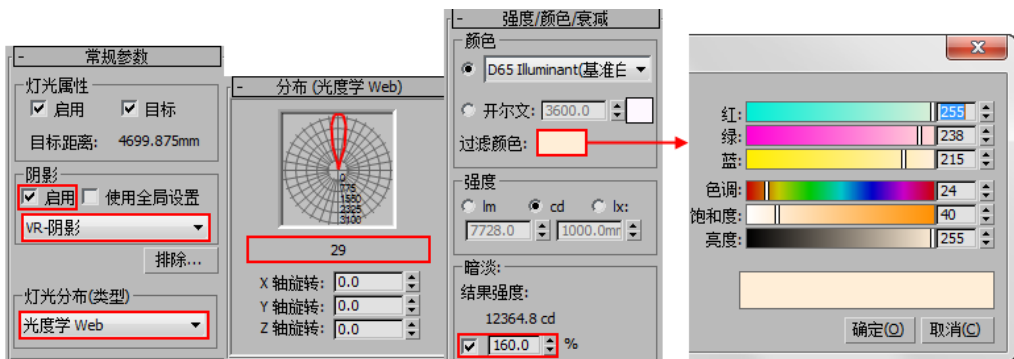 常规参数
灯光属性
启用
目标
目标距离: 4699.875mm
阴影
启用
使用全局设置
VR-阴影
排除...
灯光分布(类型)
光度学 Web
分布 (光度学 Web)
0
775
1550
2325
3100
29
X 轴旋转: 0.0
Y 轴旋转: 0.0
Z 轴旋转: 0.0
强度/颜色/衰减
颜色
D65 Illuminant(基准白
开尔文: 3600.0
过滤颜色:
强度
lm cd lx:
7728.0 1000.0mr
暗淡:
结果强度:
12364.8 cd
160.0 %
红: 255
绿: 238
蓝: 215
色调: 24
饱和度: 40
亮度: 255
确定(O) 取消(C)